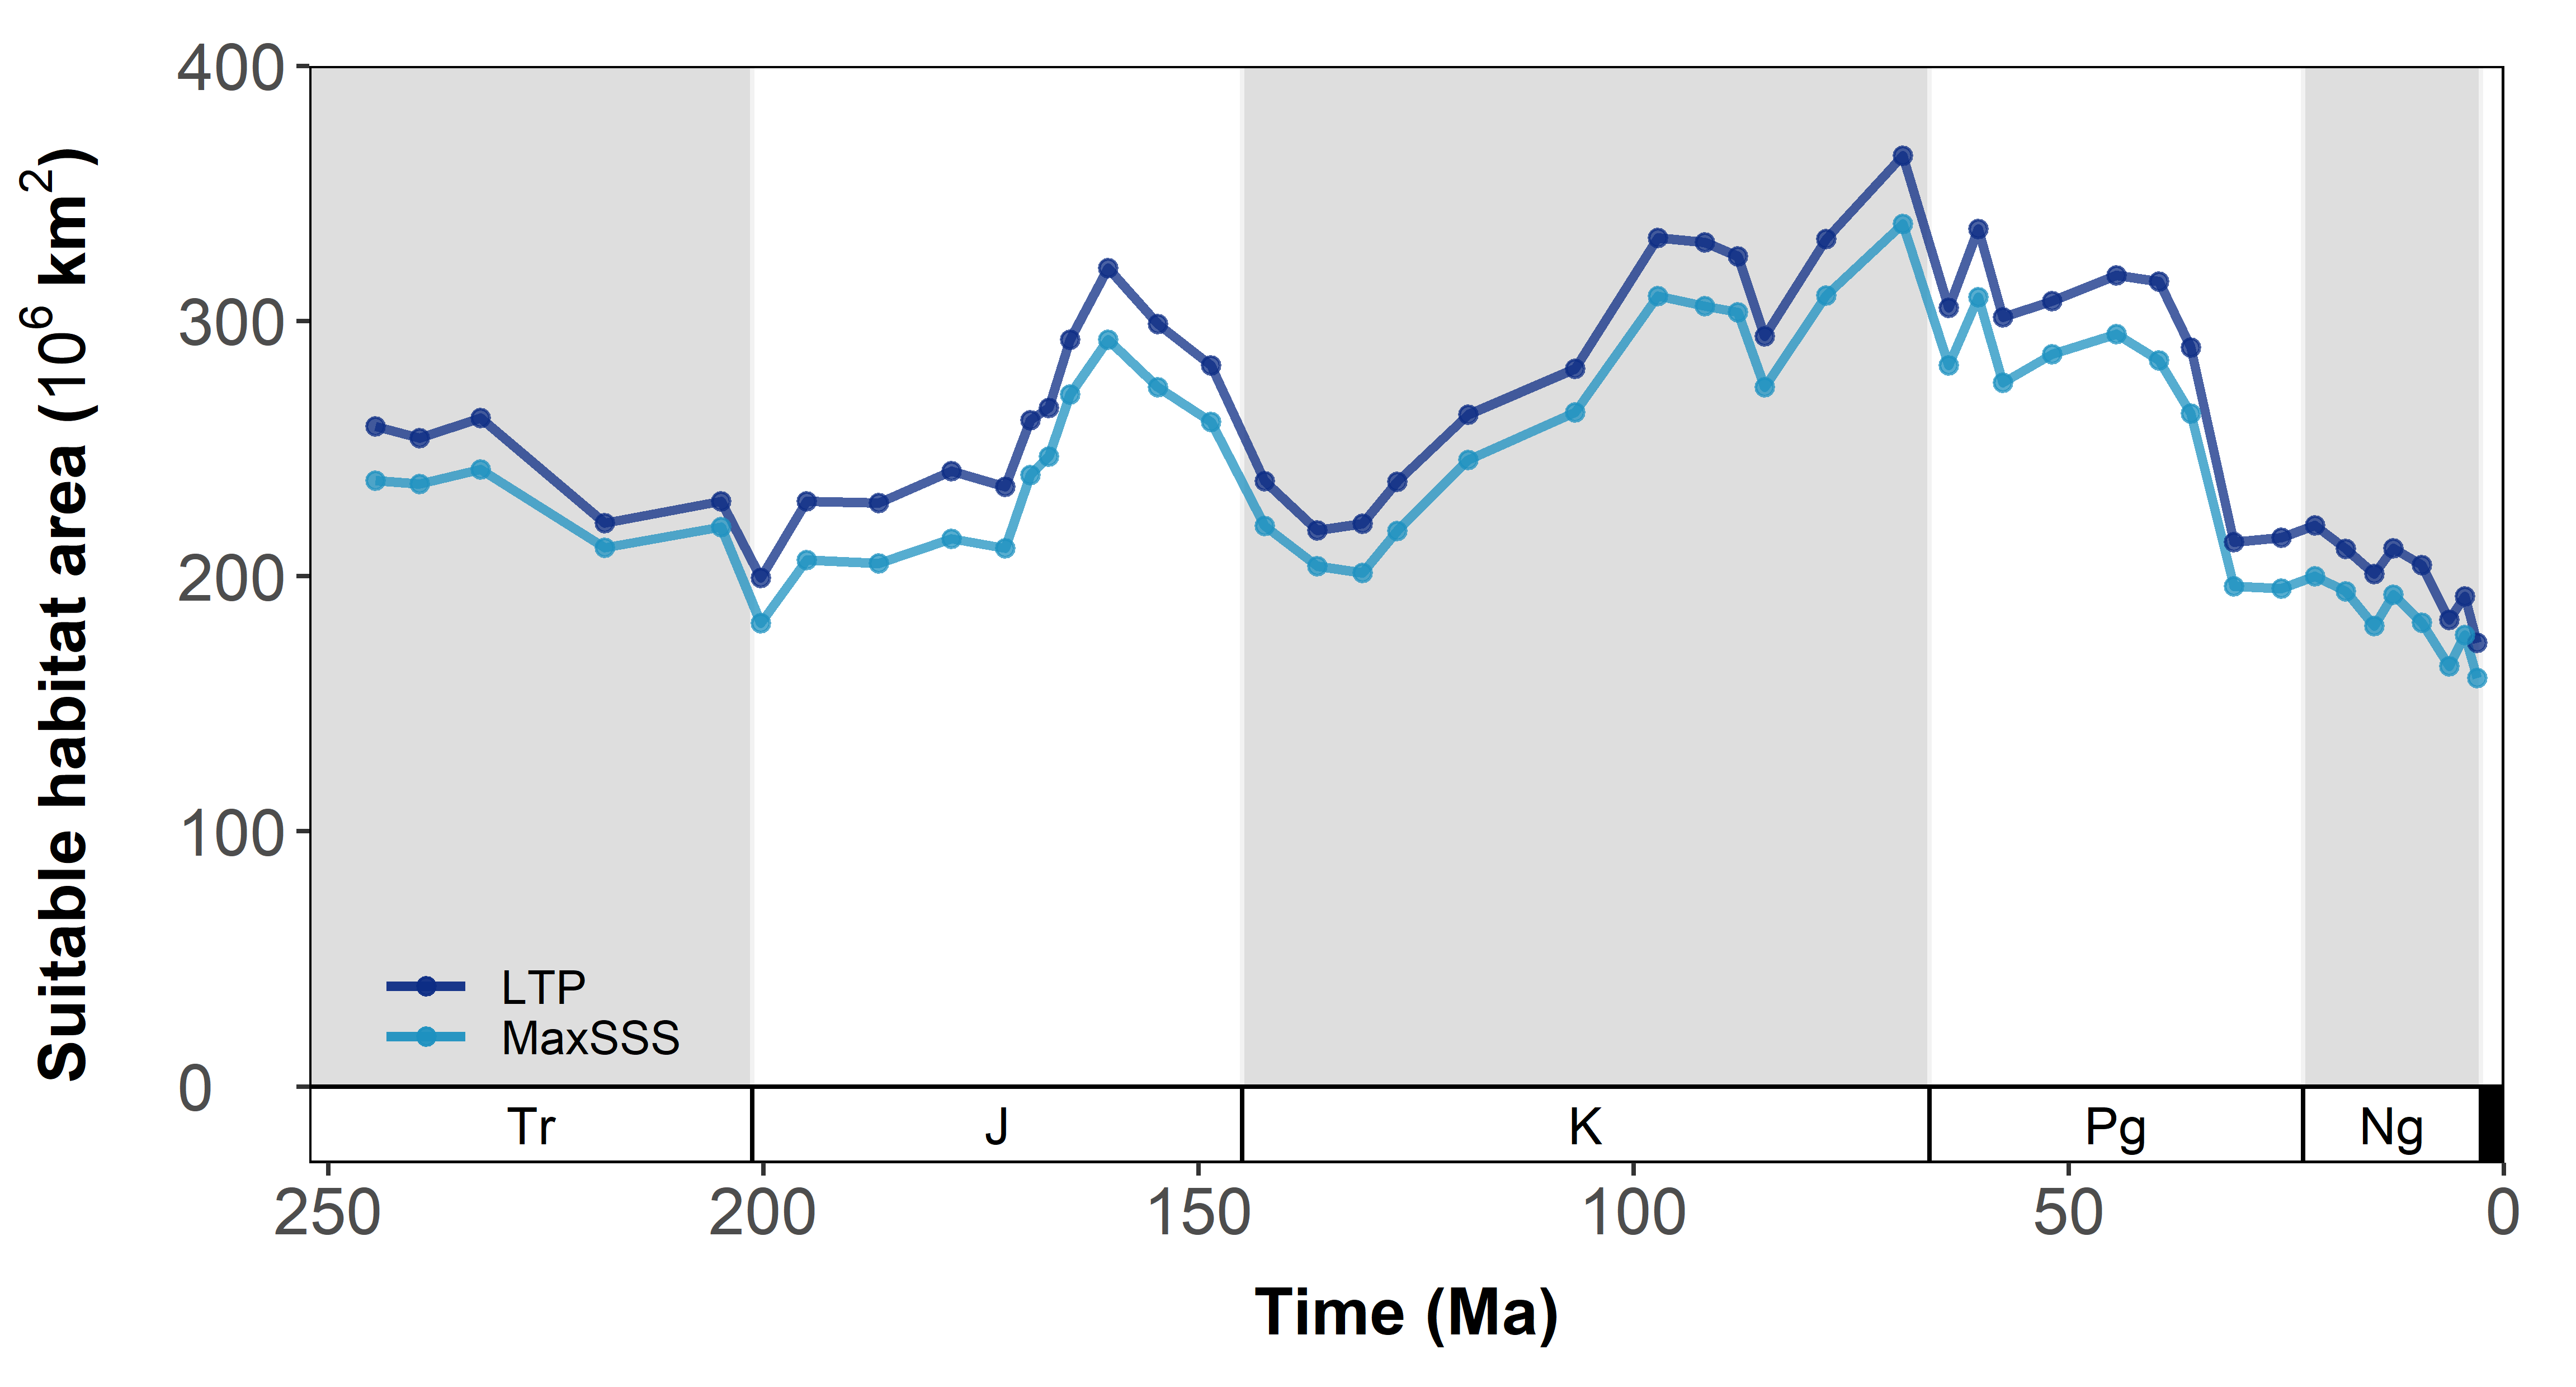 Suitable habitat area (10⁶ km²)
400
300
200
100
0
LTP
MaxSSS
Tr J K Pg Ng
250 200 150 100 50 0
Time (Ma)